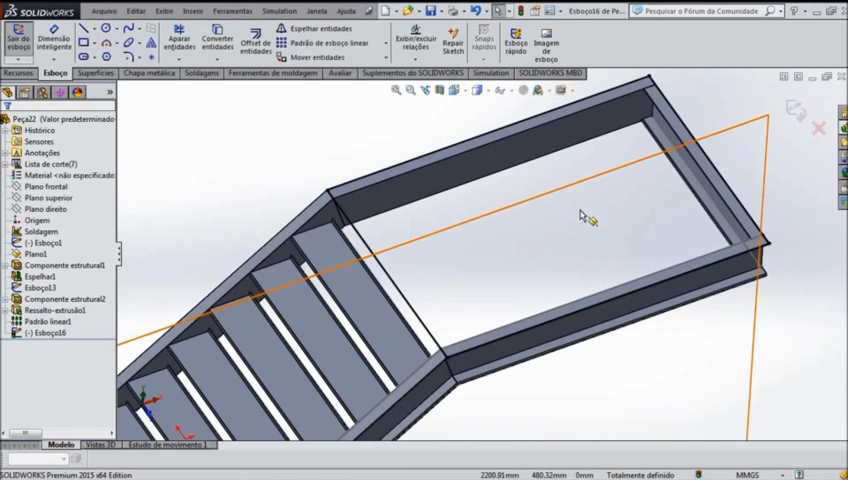 SOLIDWORKS
Arquivo Editar Exibir Inserir Ferramentas Simulation Janela Ajuda
Esboço16 de Pe...
Pesquisar o Fórum da Comunidade
Sair do esboço
Dimensão inteligente
Aparar entidades
Converter entidades
Offset de entidades
Espelhar entidades
Padrão de esboço linear
Mover entidades
Exibir/excluir relações
Repair Sketch
Snaps rápidos
Esboço rápido
Imagem de esboço
Recursos Esboço Superfícies Chapa metálica Soldagens Ferramentas de moldagem Avaliar Suplementos do SOLIDWORKS Simulation SOLIDWORKS MBD
Peça22 (Valor predeterminado
Histórico
Sensores
Anotações
Lista de corte(7)
Material <não especificado
Plano frontal
Plano superior
Plano direito
Origem
Soldagem
(-) Esboço1
Plano1
Componente estrutural1
Espelhar1
Esboço13
Componente estrutural2
Ressalto-extrusão1
Padrão linear1
(-) Esboço16
Modelo Vistas 3D Estudo de movimento 1
SOLIDWORKS Premium 2015 x64 Edition
2200.91mm 480.32mm 0mm Totalmente definido MMGS